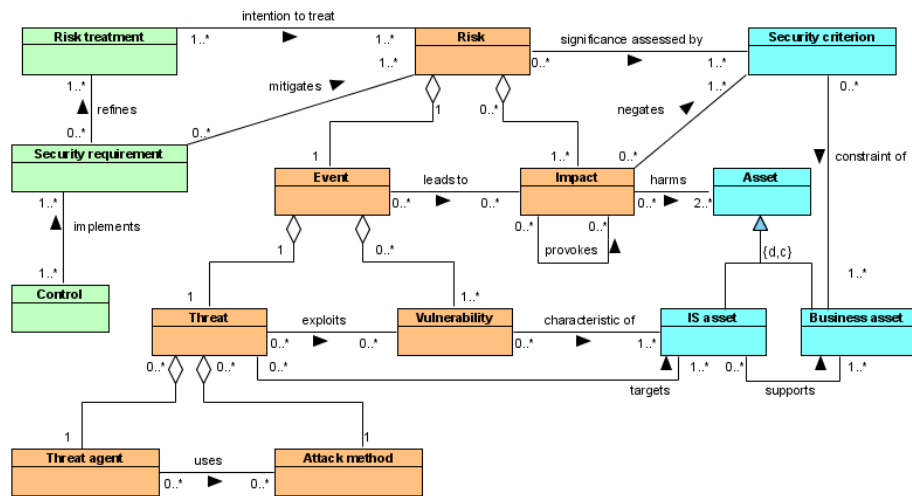 intention to treat
Risk treatment
1..*
1..*
Risk
significance assessed by
0..*
1..*
Security criterion
1..*
mitigates
1..*
1..*
0..*
refines
1
0..*
negates
0..*
0..*
0..*
1
1..*
0..*
constraint of
Security requirement
Event
leads to
Impact
harms
Asset
1..*
0..*
0..*
0..*
2..*
implements
0..*
0..*
1
0..*
provokes
{d,c}
1..*
1..*
Control
1
1..*
Threat
exploits
Vulnerability
characteristic of
IS asset
Business asset
0..*
0..*
0..*
1..*
0..*
0..*
0..*
1..*
0..*
1..*
targets
supports
1
1
Threat agent
uses
Attack method
0..*
0..*